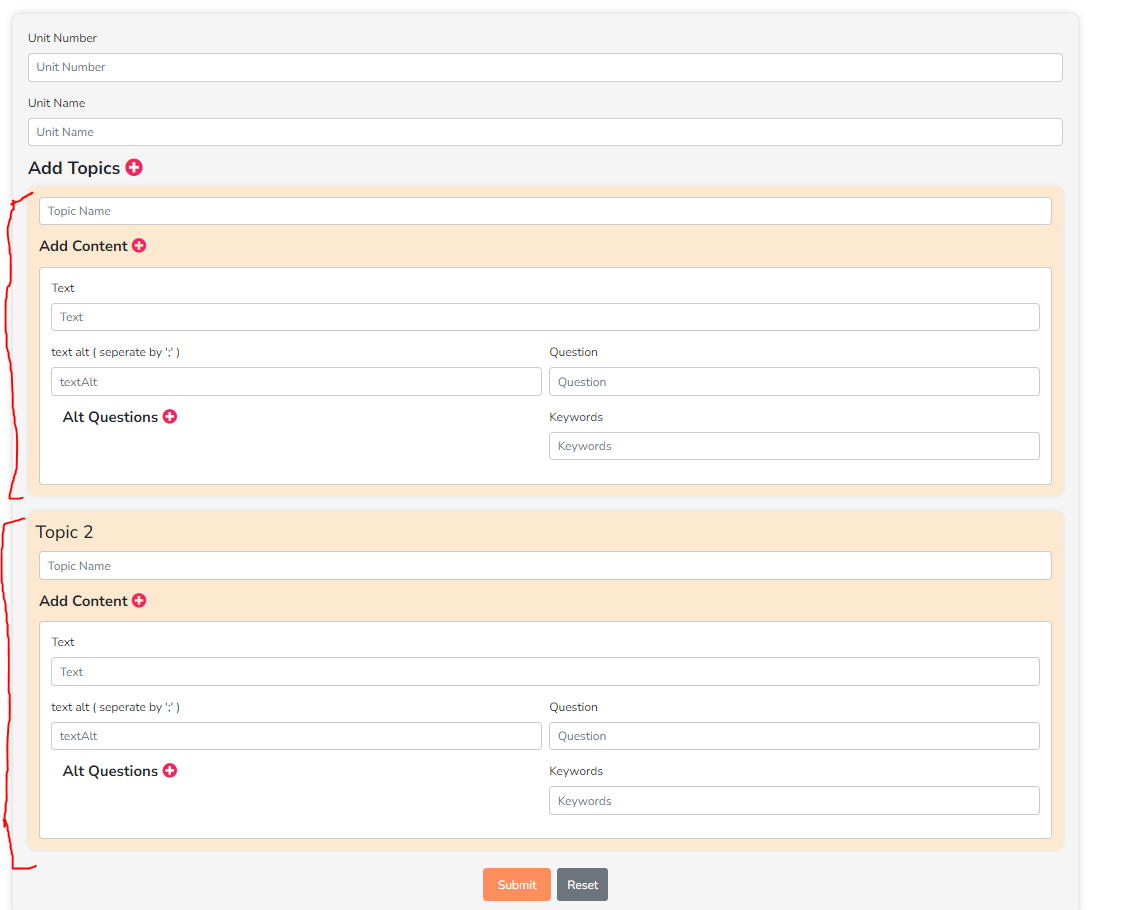 Unit Number
Unit Number
Unit Name
Unit Name
Add Topics
Topic Name
Add Content
Text
Text
text alt ( seperate by ';' )
Question
textAlt
Question
Alt Questions
Keywords
Keywords
Topic 2
Topic Name
Add Content
Text
Text
text alt ( seperate by ';' )
Question
textAlt
Question
Alt Questions
Keywords
Keywords
Submit
Reset